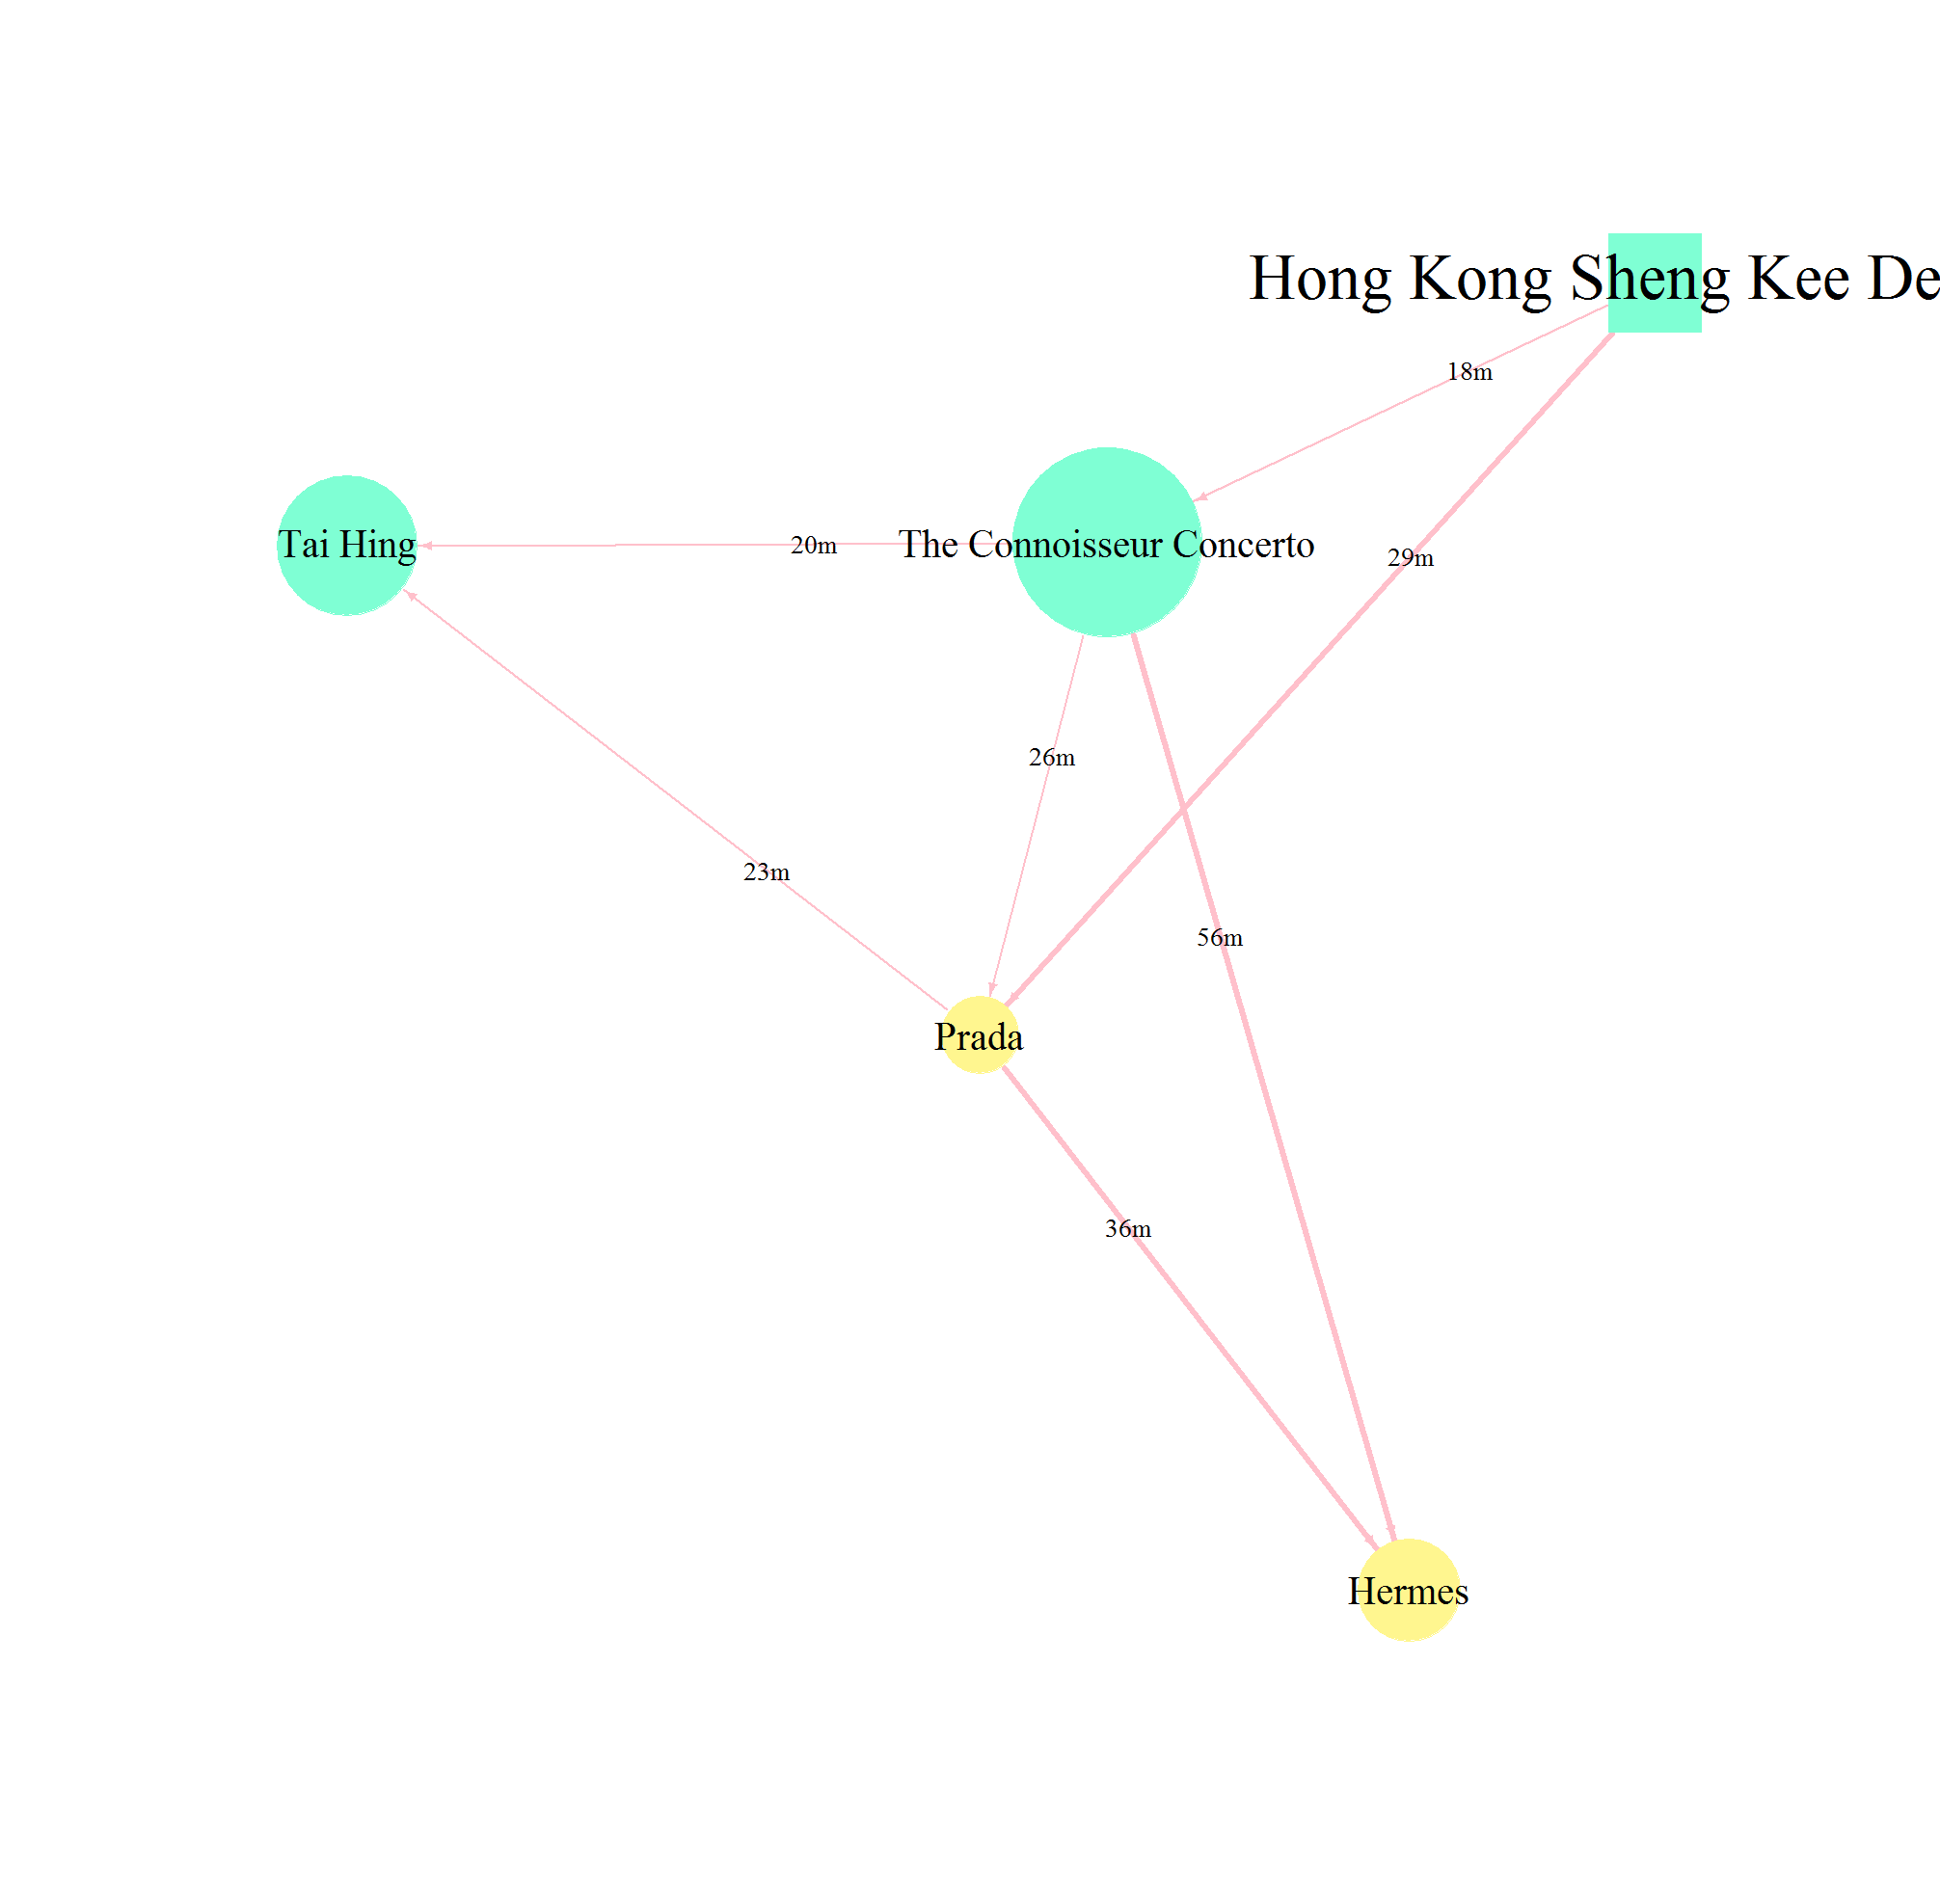 Hong Kong Sheng Kee De
18m
Tai Hing
20m
The Connoisseur Concerto
29m
26m
23m
56m
Prada
36m
Hermes